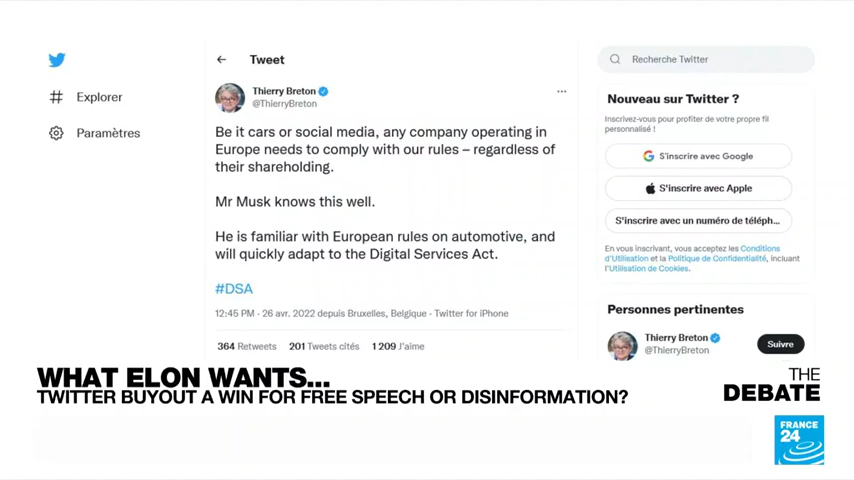 Tweet
Recherche Twitter
Explorer
Paramètres
Thierry Breton
@ThierryBreton
Be it cars or social media, any company operating in
Europe needs to comply with our rules – regardless of
their shareholding.
Mr Musk knows this well.
He is familiar with European rules on automotive, and
will quickly adapt to the Digital Services Act.
#DSA
12:45 PM · 26 avr. 2022 depuis Bruxelles, Belgique · Twitter for iPhone
364 Retweets 201 Tweets cités 1 209 J'aime
Nouveau sur Twitter ?
Inscrivez-vous pour profiter de votre propre fil
personnalisé !
S'inscrire avec Google
S'inscrire avec Apple
S'inscrire avec un numéro de téléph...
En vous inscrivant, vous acceptez les Conditions
d'Utilisation et la Politique de Confidentialité, incluant
l'Utilisation de Cookies.
Personnes pertinentes
Thierry Breton
@ThierryBreton
Suivre
WHAT ELON WANTS...
TWITTER BUYOUT A WIN FOR FREE SPEECH OR DISINFORMATION?
THE
DEBATE
FRANCE
24